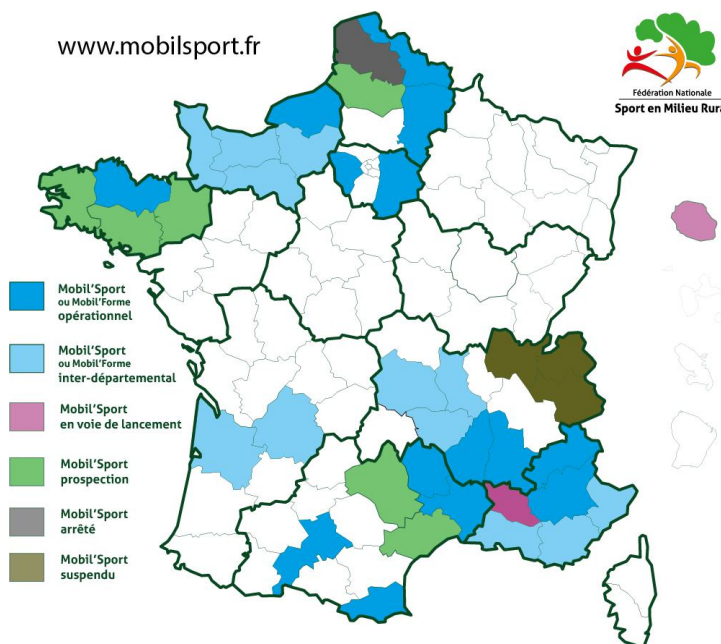 www.mobilsport.fr
Fédération Nationale
Sport en Milieu Rura
Mobil'Sport
ou Mobil'Forme
opérationnel
Mobil'Sport
ou Mobil'Forme
inter-départemental
Mobil'Sport
en voie de lancement
Mobil'Sport
prospection
Mobil'Sport
arrêté
Mobil'Sport
suspendu